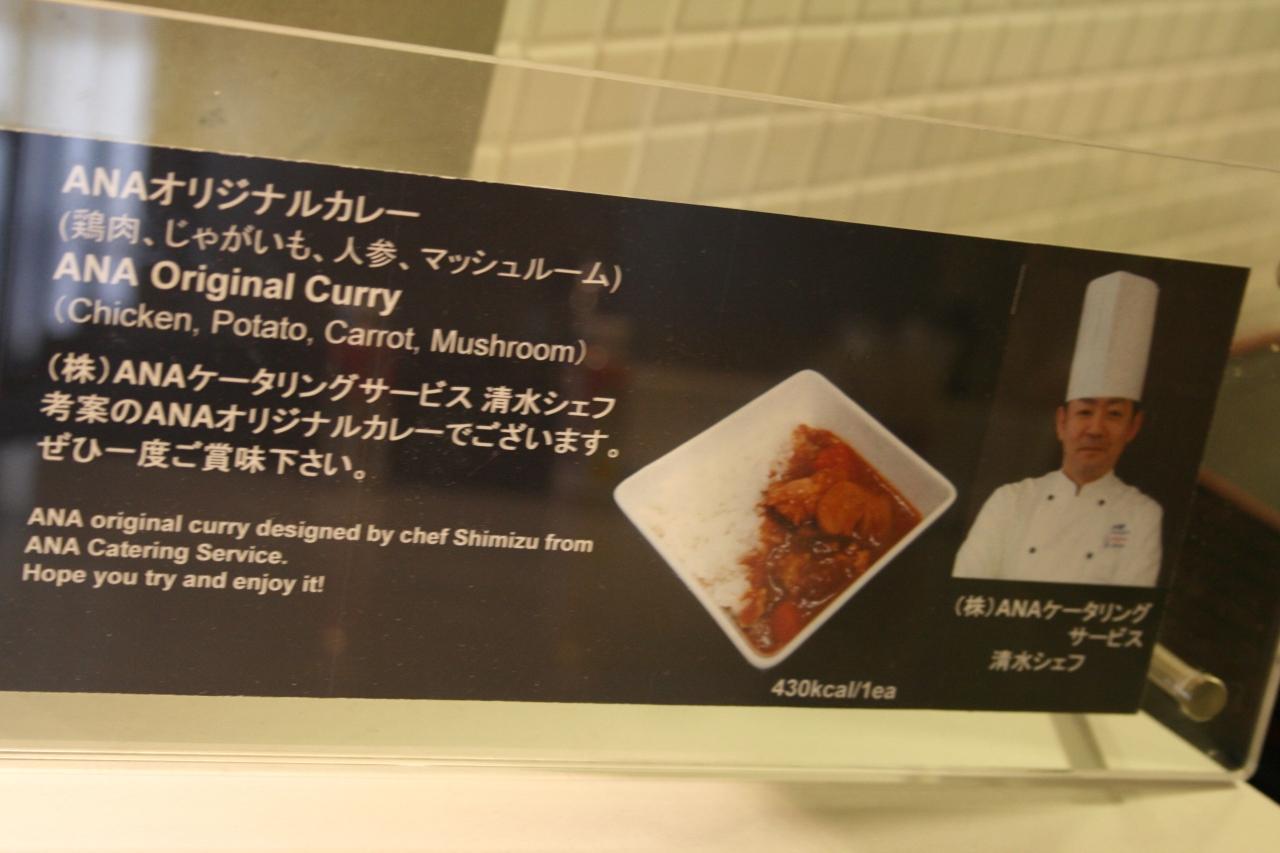 ANAオリジナルカレー
(鶏肉、じゃがいも、人参、マッシュルーム)
ANA Original Curry
(Chicken, Potato, Carrot, Mushroom)
(株)ANAケータリングサービス 清水シェフ
考案のANAオリジナルカレーでございます。
ぜひ一度ご賞味下さい。
ANA original curry designed by chef Shimizu from
ANA Catering Service.
Hope you try and enjoy it!
430kcal/1ea
(株)ANAケータリング
サービス
清水シェフ